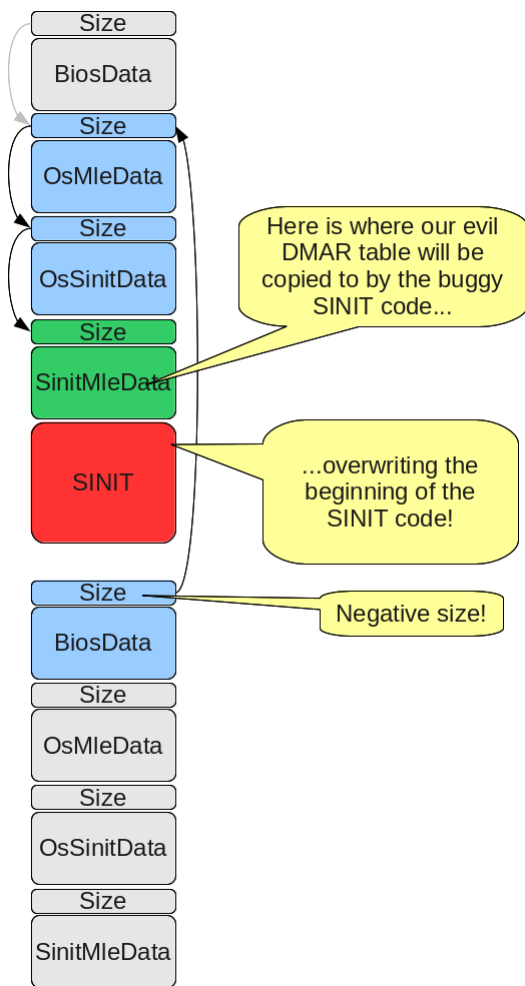 Size
BiosData
Size
OsMleData
Size
OsSinitData
Size
SinitMleData
SINIT
Here is where our evil
DMAR table will be
copied to by the buggy
SINIT code...
...overwriting the
beginning of the
SINIT code!
Size
Negative size!
BiosData
Size
OsMleData
Size
OsSinitData
Size
SinitMleData